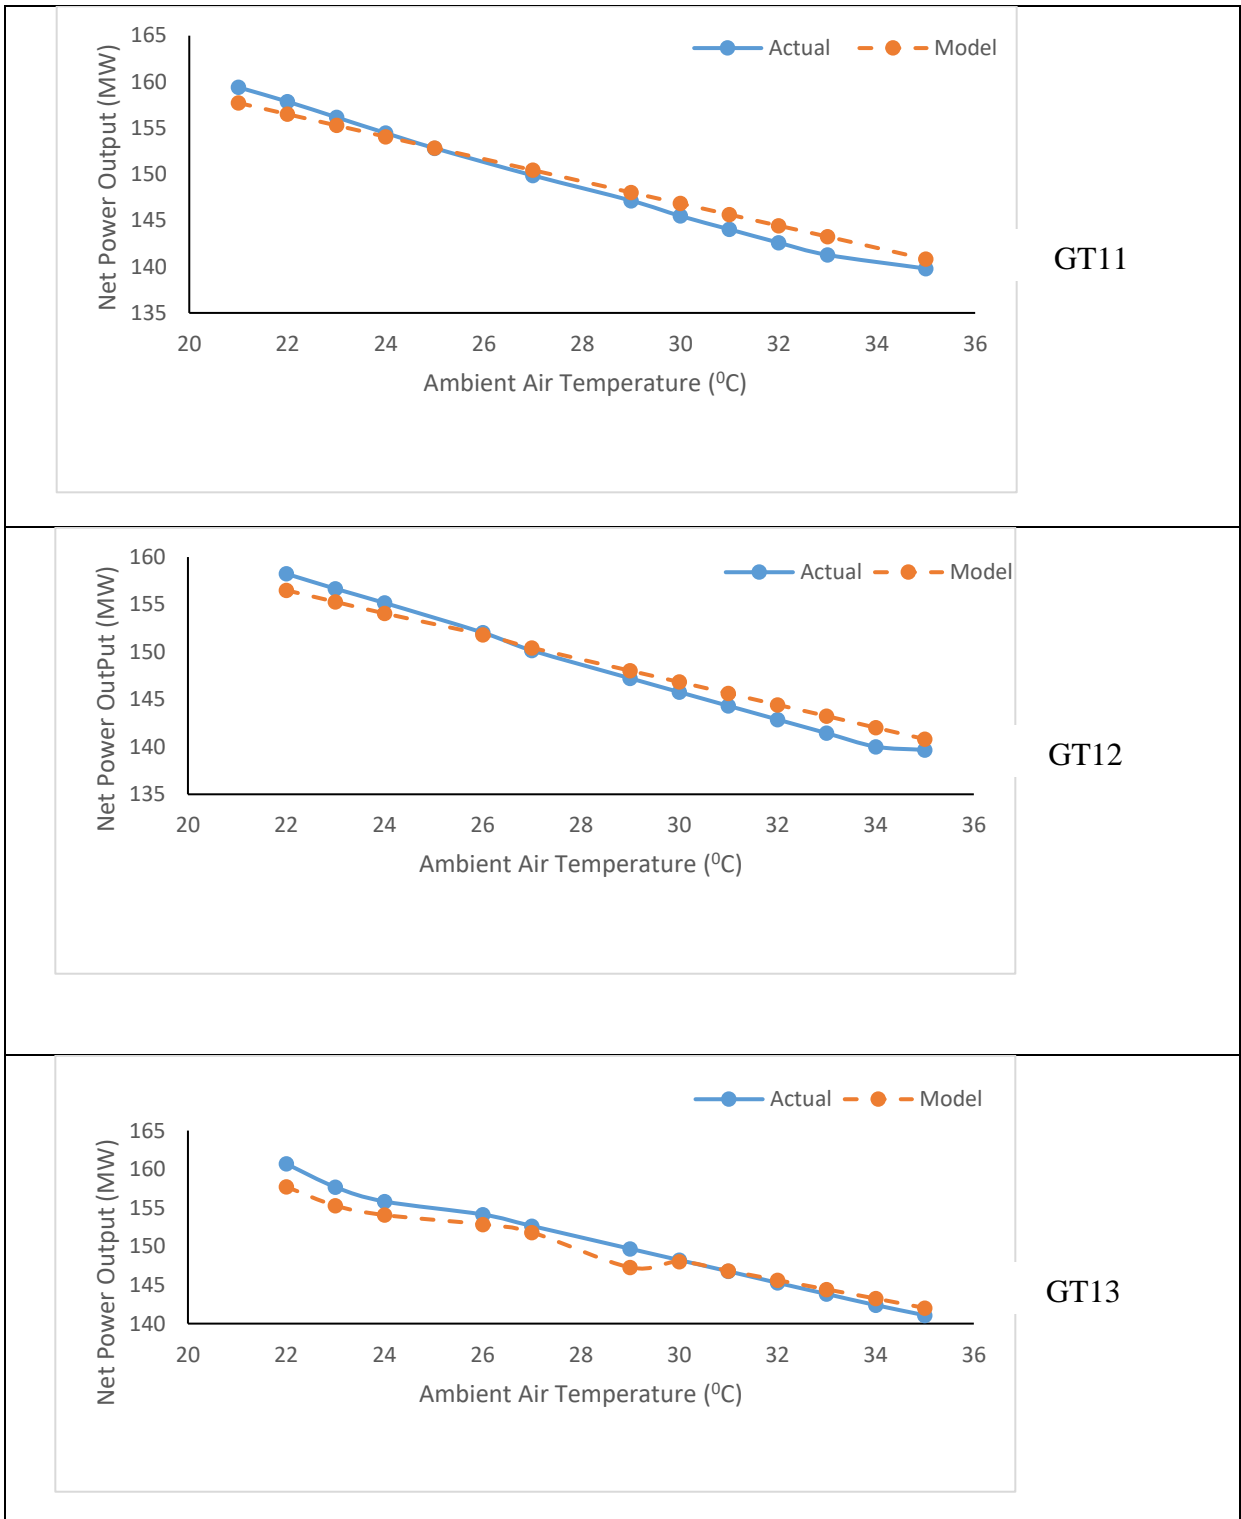 165
160
155
150
145
140
135
Net Power Output (MW)
Actual Model
20 22 24 26 28 30 32 34 36
Ambient Air Temperature (⁰C)
GT11
160
155
150
145
140
135
Net Power OutPut (MW)
Actual Model
20 22 24 26 28 30 32 34 36
Ambient Air Temperature (⁰C)
GT12
165
160
155
150
145
140
Net Power Output (MW)
Actual Model
20 22 24 26 28 30 32 34 36
Ambient Air Temperature (⁰C)
GT13